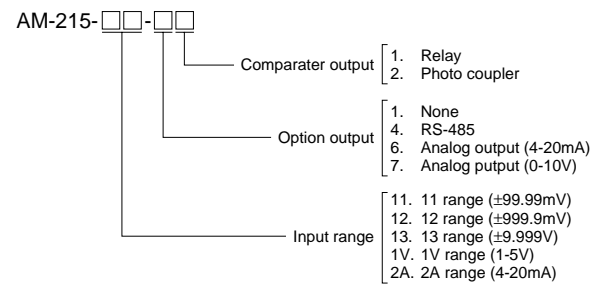 AM-215-□□-□□
Comparater output
1. Relay
2. Photo coupler
Option output
1. None
4. RS-485
6. Analog output (4-20mA)
7. Analog putput (0-10V)
Input range
11. 11 range (±99.99mV)
12. 12 range (±999.9mV)
13. 13 range (±9.999V)
1V. 1V range (1-5V)
2A. 2A range (4-20mA)